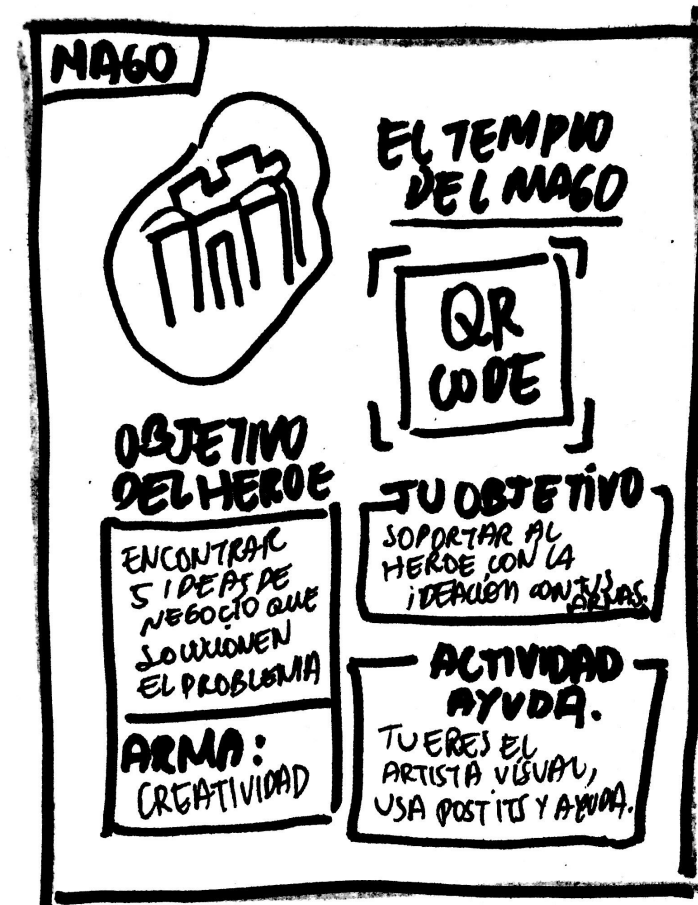 MAGO
EL TEMPLO
DEL MAGO
QR
CODE
OBJETIVO
DEL HEROE
ENCONTRAR
5 IDEAS DE
NEGOCIO QUE
SOLUCIONEN
EL PROBLEMA
ARMA:
CREATIVIDAD
TU OBJETIVO
SOPORTAR AL
HEROE CON LA
IDEACIÓN CON TUS
ARMAS.
ACTIVIDAD
AYUDA.
TU ERES EL
ARTISTA VISUAL,
USA POST ITS Y AYUDA.